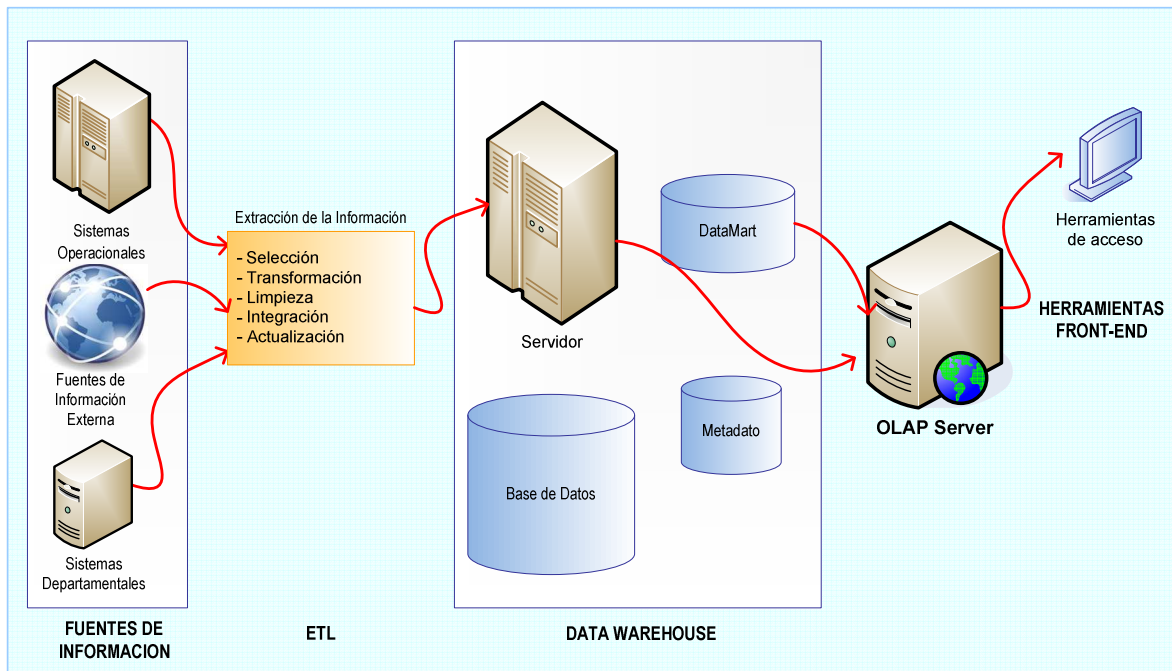 Sistemas
Operacionales
Fuentes de
Información
Externa
Sistemas
Departamentales
FUENTES DE
INFORMACION
Extracción de la Información
- Selección
- Transformación
- Limpieza
- Integración
- Actualización
ETL
Servidor
DataMart
Metadato
Base de Datos
DATA WAREHOUSE
OLAP Server
Herramientas
de acceso
HERRAMIENTAS
FRONT-END